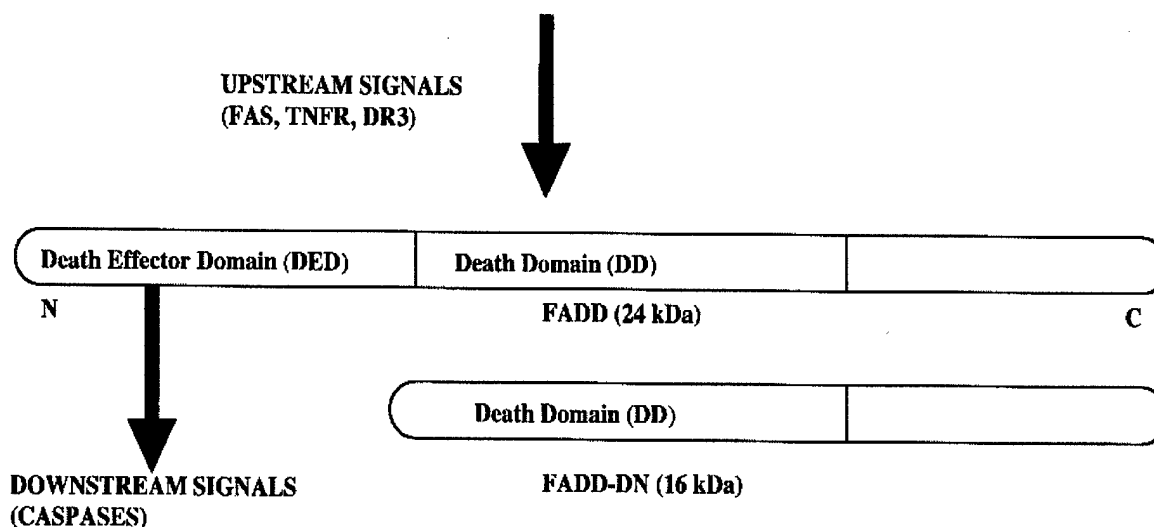 UPSTREAM SIGNALS
(FAS, TNFR, DR3)
Death Effector Domain (DED)
Death Domain (DD)
N
FADD (24 kDa)
C
Death Domain (DD)
DOWNSTREAM SIGNALS
(CASPASES)
FADD-DN (16 kDa)